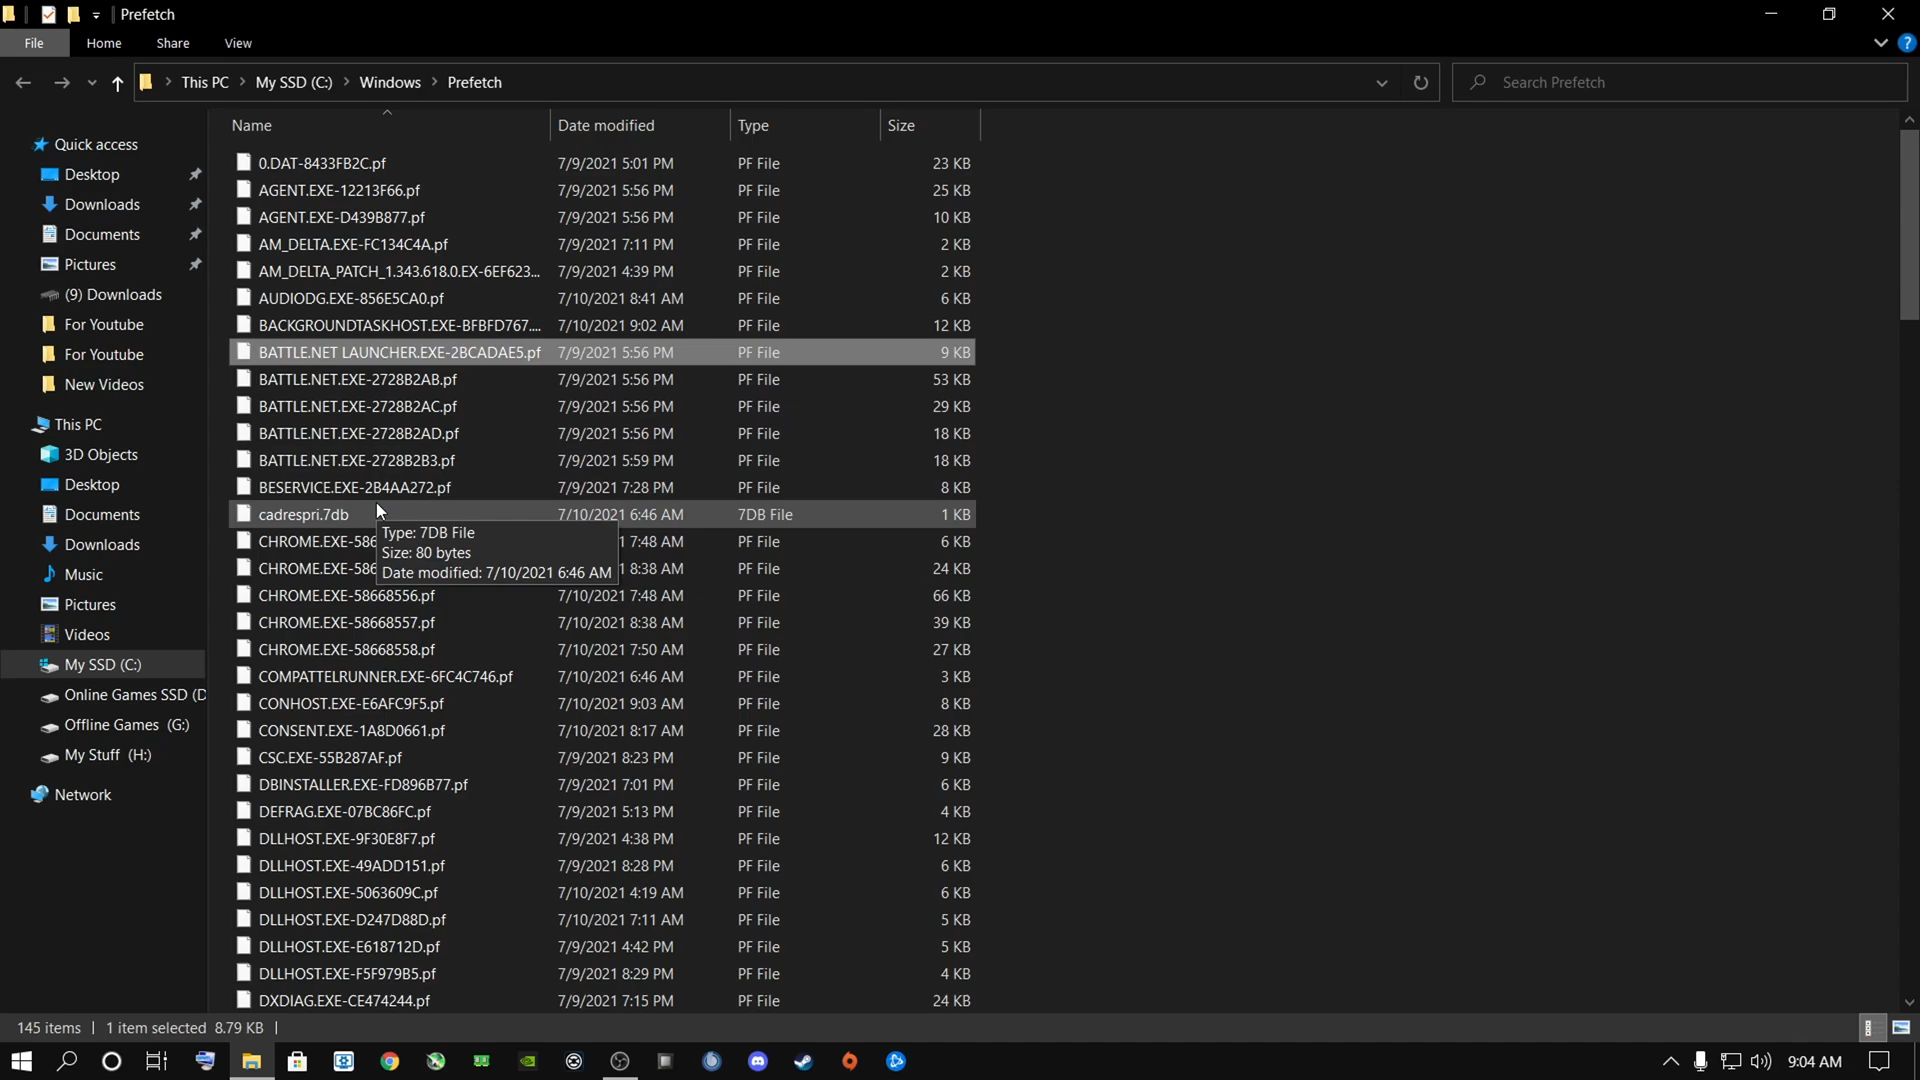 Prefetch
File Home Share View
This PC My SSD (C:) Windows Prefetch
Search Prefetch
Quick access
Desktop
Downloads
Documents
Pictures
(9) Downloads
For Youtube
For Youtube
New Videos
This PC
3D Objects
Desktop
Documents
Downloads
Music
Pictures
Videos
My SSD (C:)
Online Games SSD (D
Offline Games (G:)
My Stuff (H:)
Network
Name Date modified Type Size
0.DAT-8433FB2C.pf 7/9/2021 5:01 PM PF File 23 KB
AGENT.EXE-12213F66.pf 7/9/2021 5:56 PM PF File 25 KB
AGENT.EXE-D439B877.pf 7/9/2021 5:56 PM PF File 10 KB
AM_DELTA.EXE-FC134C4A.pf 7/9/2021 7:11 PM PF File 2 KB
AM_DELTA_PATCH_1.343.618.0.EX-6EF623... 7/9/2021 4:39 PM PF File 2 KB
AUDIODG.EXE-856E5CA0.pf 7/10/2021 8:41 AM PF File 6 KB
BACKGROUNDTASKHOST.EXE-BFBFD767.... 7/10/2021 9:02 AM PF File 12 KB
BATTLE.NET LAUNCHER.EXE-2BCADAE5.pf 7/9/2021 5:56 PM PF File 9 KB
BATTLE.NET.EXE-2728B2AB.pf 7/9/2021 5:56 PM PF File 53 KB
BATTLE.NET.EXE-2728B2AC.pf 7/9/2021 5:56 PM PF File 29 KB
BATTLE.NET.EXE-2728B2AD.pf 7/9/2021 5:56 PM PF File 18 KB
BATTLE.NET.EXE-2728B2B3.pf 7/9/2021 5:59 PM PF File 18 KB
BESERVICE.EXE-2B4AA272.pf 7/9/2021 7:28 PM PF File 8 KB
cadrespri.7db 7/10/2021 6:46 AM 7DB File 1 KB
Type: 7DB File
Size: 80 bytes
Date modified: 7/10/2021 6:46 AM
CHROME.EXE-586 1 7:48 AM PF File 6 KB
CHROME.EXE-586 1 8:38 AM PF File 24 KB
CHROME.EXE-58668556.pf 7/10/2021 7:48 AM PF File 66 KB
CHROME.EXE-58668557.pf 7/10/2021 8:38 AM PF File 39 KB
CHROME.EXE-58668558.pf 7/10/2021 7:50 AM PF File 27 KB
COMPATTELRUNNER.EXE-6FC4C746.pf 7/10/2021 6:46 AM PF File 3 KB
CONHOST.EXE-E6AFC9F5.pf 7/10/2021 9:03 AM PF File 8 KB
CONSENT.EXE-1A8D0661.pf 7/10/2021 8:17 AM PF File 28 KB
CSC.EXE-55B287AF.pf 7/9/2021 8:23 PM PF File 9 KB
DBINSTALLER.EXE-FD896B77.pf 7/9/2021 7:01 PM PF File 6 KB
DEFRAG.EXE-07BC86FC.pf 7/9/2021 5:13 PM PF File 4 KB
DLLHOST.EXE-9F30E8F7.pf 7/9/2021 4:38 PM PF File 12 KB
DLLHOST.EXE-49ADD151.pf 7/9/2021 8:28 PM PF File 6 KB
DLLHOST.EXE-5063609C.pf 7/10/2021 4:19 AM PF File 6 KB
DLLHOST.EXE-D247D88D.pf 7/10/2021 7:11 AM PF File 5 KB
DLLHOST.EXE-E618712D.pf 7/9/2021 4:42 PM PF File 5 KB
DLLHOST.EXE-F5F979B5.pf 7/9/2021 8:29 PM PF File 4 KB
DXDIAG.EXE-CE474244.pf 7/9/2021 7:15 PM PF File 24 KB
145 items 1 item selected 8.79 KB
9:04 AM